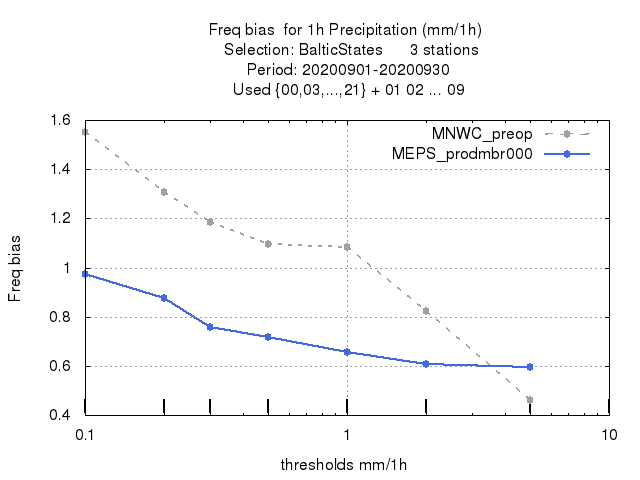 Freq bias  for 1h Precipitation (mm/1h)
Selection: BalticStates      3 stations
Period: 20200901-20200930
Used {00,03,...,21} + 01 02 ... 09
1.6
1.4
1.2
1
0.8
0.6
0.4
Freq bias
MNWC_preop
MEPS_prodmbr000
0.1 1 10
thresholds mm/1h